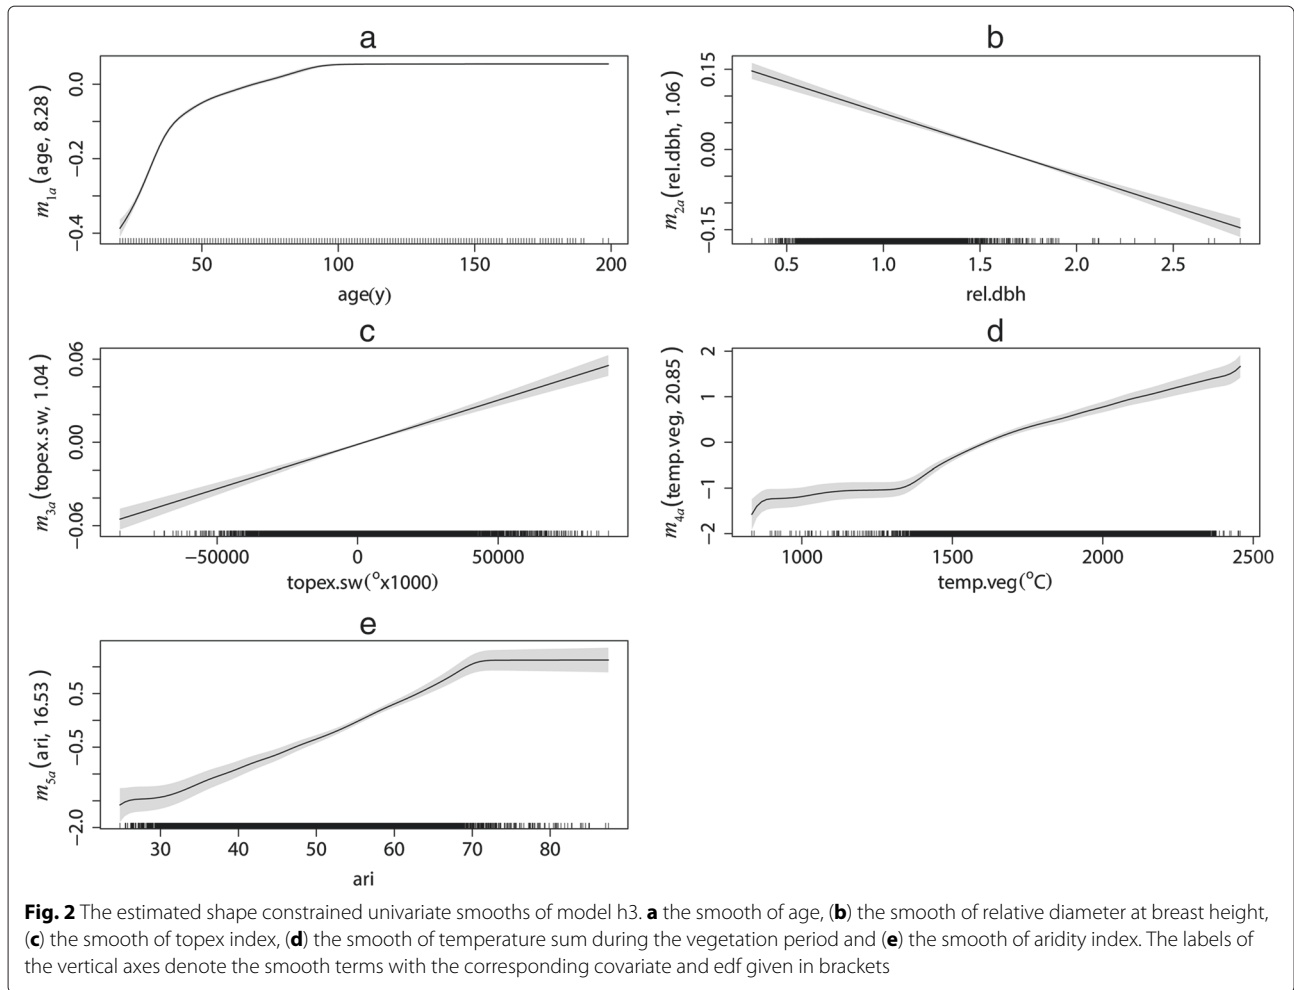 a
m1a(age, 8.28)
0.0
−0.2
−0.4
50
100
150
200
age(y)
b
m2a(rel.dbh, 1.06)
0.15
0.00
−0.15
0.5
1.0
1.5
2.0
2.5
rel.dbh
c
m3a(topex.sw, 1.04)
0.06
0.00
−0.06
−50000
0
50000
topex.sw(°x1000)
d
m4a(temp.veg, 20.85)
2
1
0
−1
−2
1000
1500
2000
2500
temp.veg(°C)
e
m5a(ari, 16.53)
0.5
−0.5
−2.0
30
40
50
60
70
80
ari
Fig. 2 The estimated shape constrained univariate smooths of model h3. a the smooth of age, (b) the smooth of relative diameter at breast height,
(c) the smooth of topex index, (d) the smooth of temperature sum during the vegetation period and (e) the smooth of aridity index. The labels of
the vertical axes denote the smooth terms with the corresponding covariate and edf given in brackets